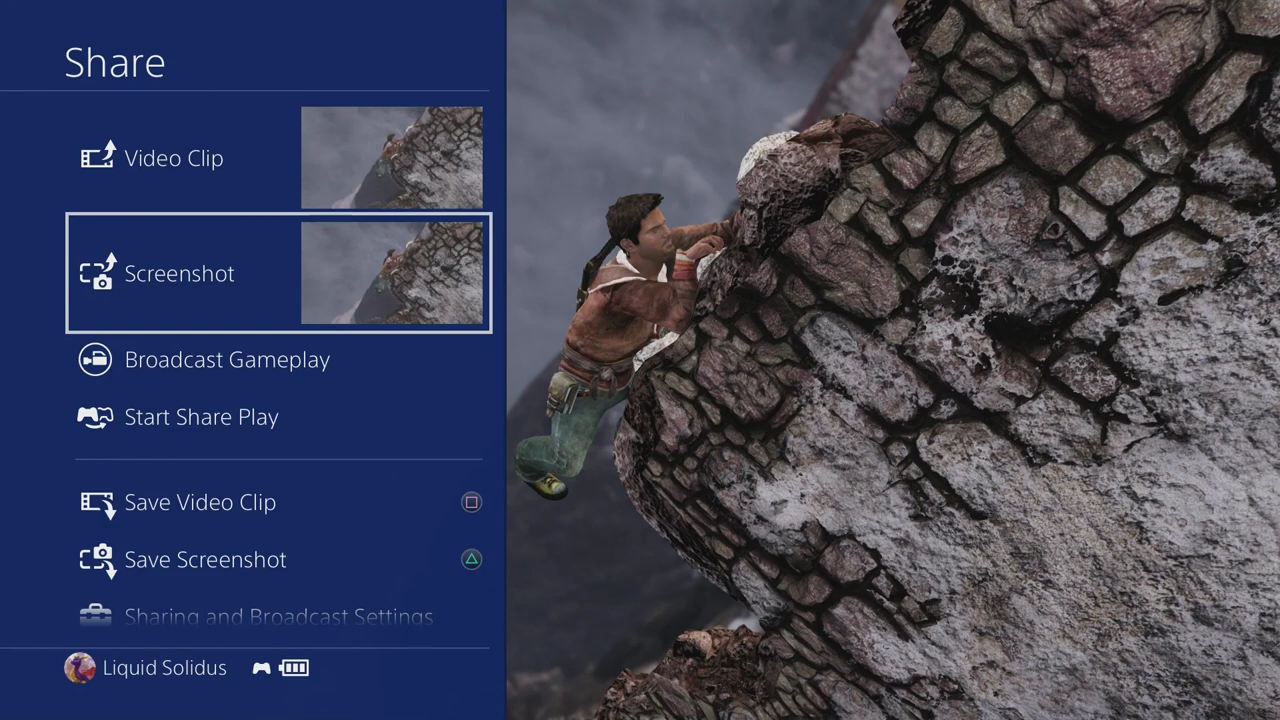 Share
Video Clip
Screenshot
Broadcast Gameplay
Start Share Play
Save Video Clip
Save Screenshot
Sharing and Broadcast Settings
Liquid Solidus